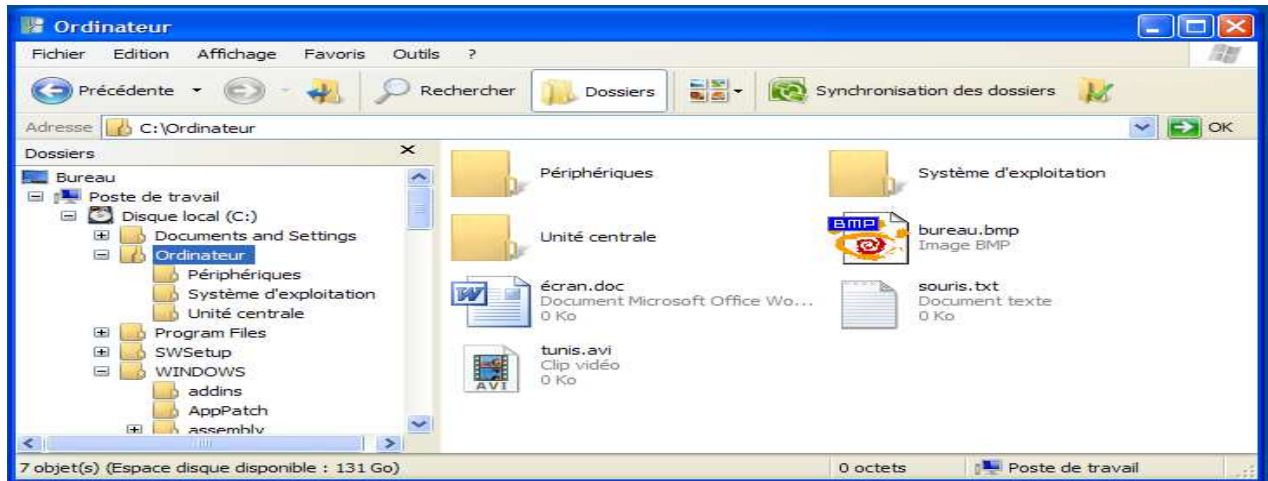 Ordinateur
Fichier Edition Affichage Favoris Outils ?
Précédente Rechercher Dossiers Synchronisation des dossiers
Adresse C:\Ordinateur OK
Dossiers
Bureau
Poste de travail
Disque local (C:)
Documents and Settings
Ordinateur
Périphériques
Système d'exploitation
Unité centrale
Program Files
SWSetup
WINDOWS
addins
AppPatch
assembly
Périphériques
Système d'exploitation
Unité centrale
BMP
bureau.bmp
Image BMP
W
écran.doc
Document Microsoft Office Wo...
0 Ko
souris.txt
Document texte
0 Ko
AVI
tunis.avi
Clip vidéo
0 Ko
7 objet(s) (Espace disque disponible : 131 Go) 0 octets Poste de travail